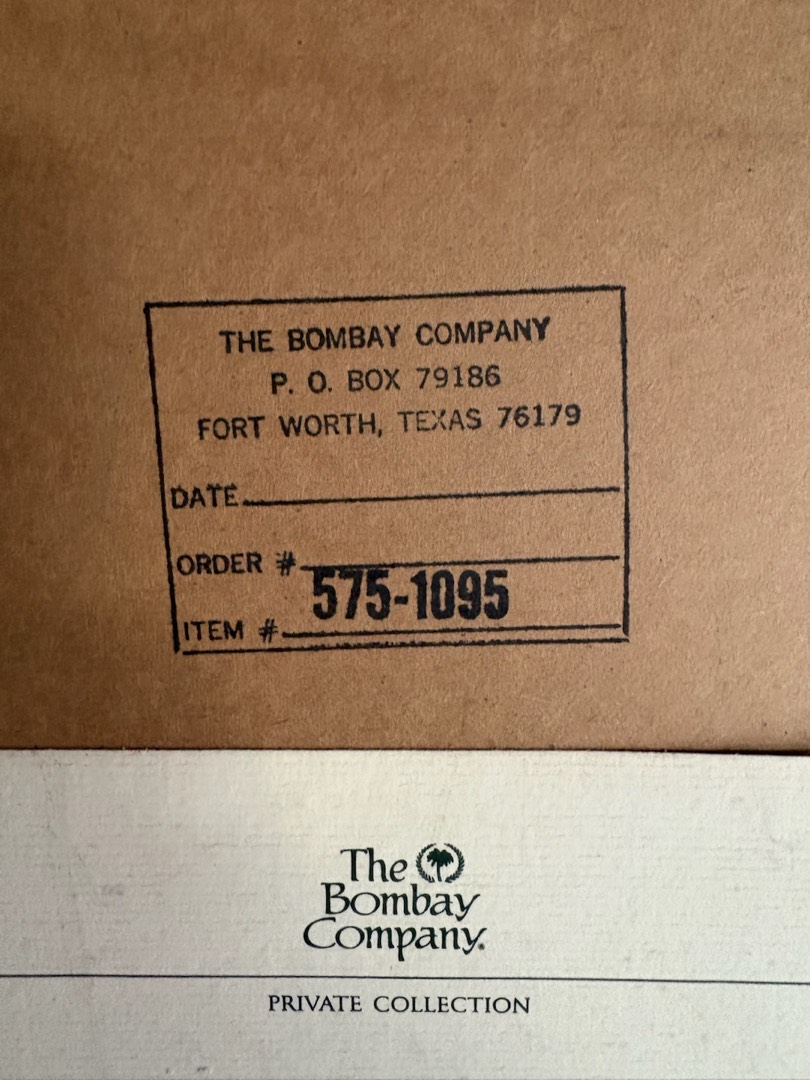 THE BOMBAY COMPANY
P. O. BOX 79186
FORT WORTH, TEXAS 76179
DATE
ORDER #
575-1095
ITEM #
The
Bombay
Company.
PRIVATE COLLECTION